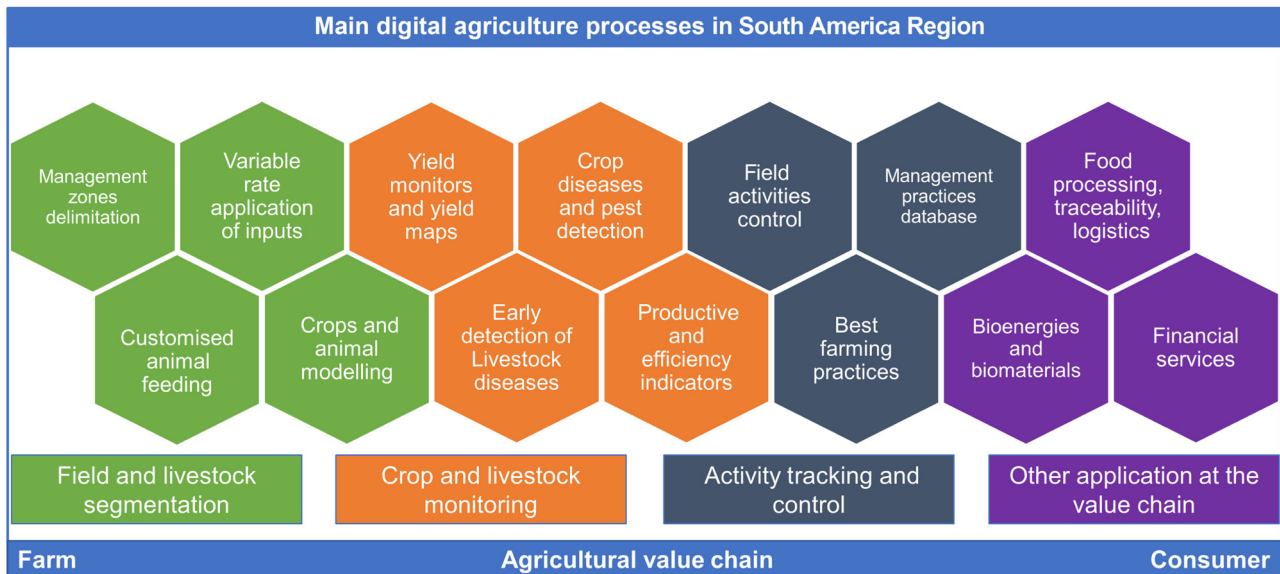 Main digital agriculture processes in South America Region
Management
zones
delimitation
Variable
rate
application
of inputs
Yield
monitors
and yield
maps
Crop
diseases
and pest
detection
Field
activities
control
Management
practices
database
Food
processing,
traceability,
logistics
Customised
animal
feeding
Crops and
animal
modelling
Early
detection of
Livestock
diseases
Productive
and
efficiency
indicators
Best
farming
practices
Bioenergies
and
biomaterials
Financial
services
Field and livestock
segmentation
Crop and livestock
monitoring
Activity tracking and
control
Other application at the
value chain
Farm
Agricultural value chain
Consumer